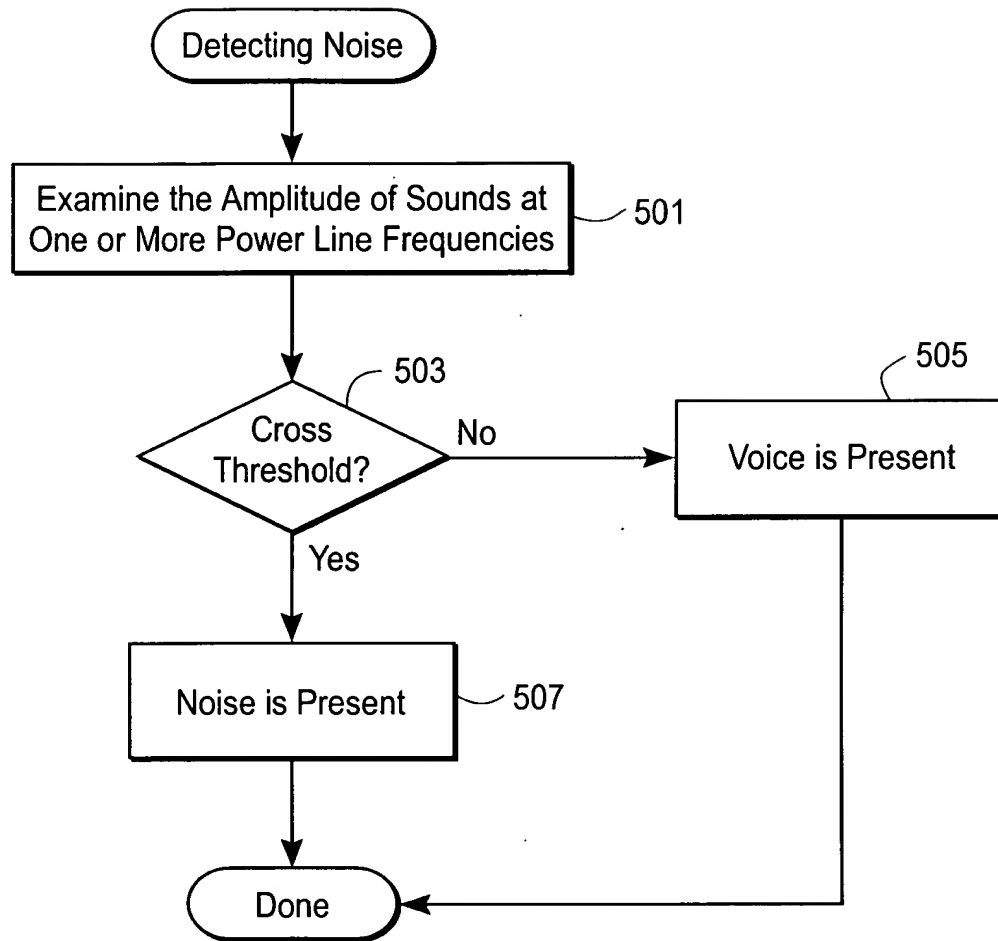 Detecting Noise
Examine the Amplitude of Sounds at
One or More Power Line Frequencies
501
503
Cross
Threshold?
No
505
Voice is Present
Yes
Noise is Present
507
Done